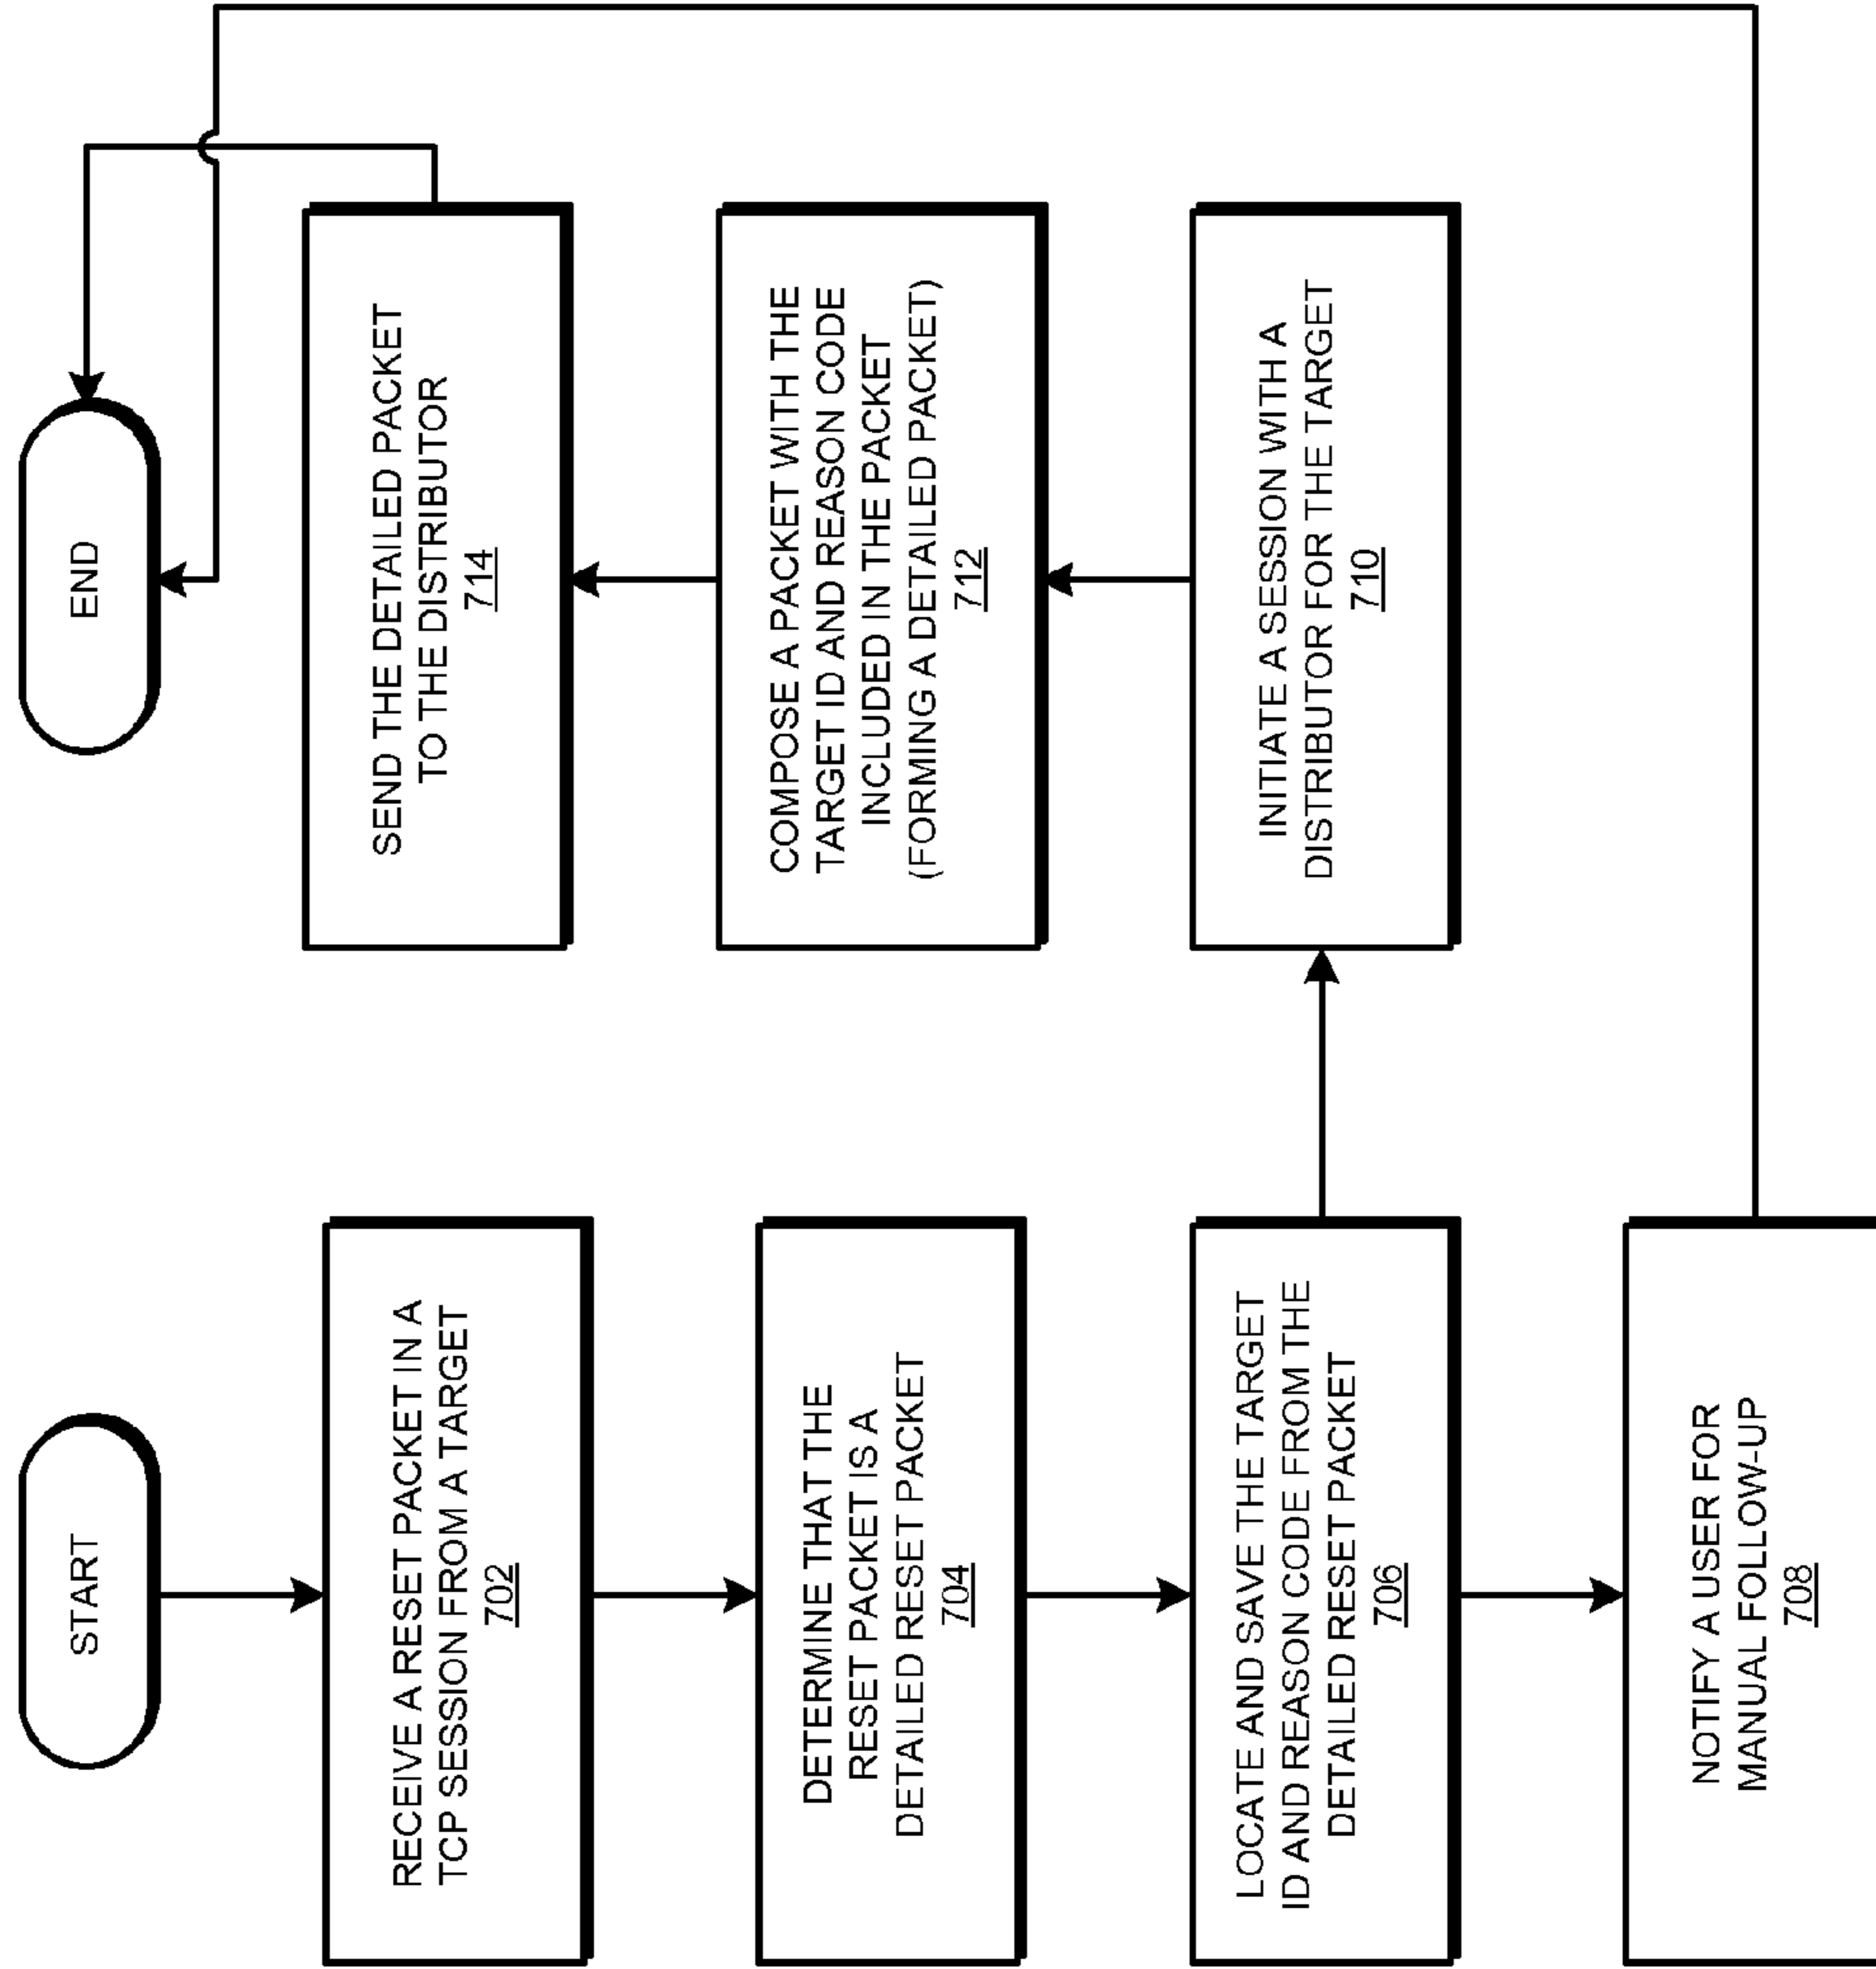 START
RECEIVE A RESET PACKET IN A
TCP SESSION FROM A TARGET
702
DETERMINE THAT THE
RESET PACKET IS A
DETAILED RESET PACKET
704
LOCATE AND SAVE THE TARGET
ID AND REASON CODE FROM THE
DETAILED RESET PACKET
706
NOTIFY A USER FOR
MANUAL FOLLOW-UP
708
INITIATE A SESSION WITH A
DISTRIBUTOR FOR THE TARGET
710
COMPOSE A PACKET WITH THE
TARGET ID AND REASON CODE
INCLUDED IN THE PACKET
(FORMING A DETAILED PACKET)
712
SEND THE DETAILED PACKET
TO THE DISTRIBUTOR
714
END